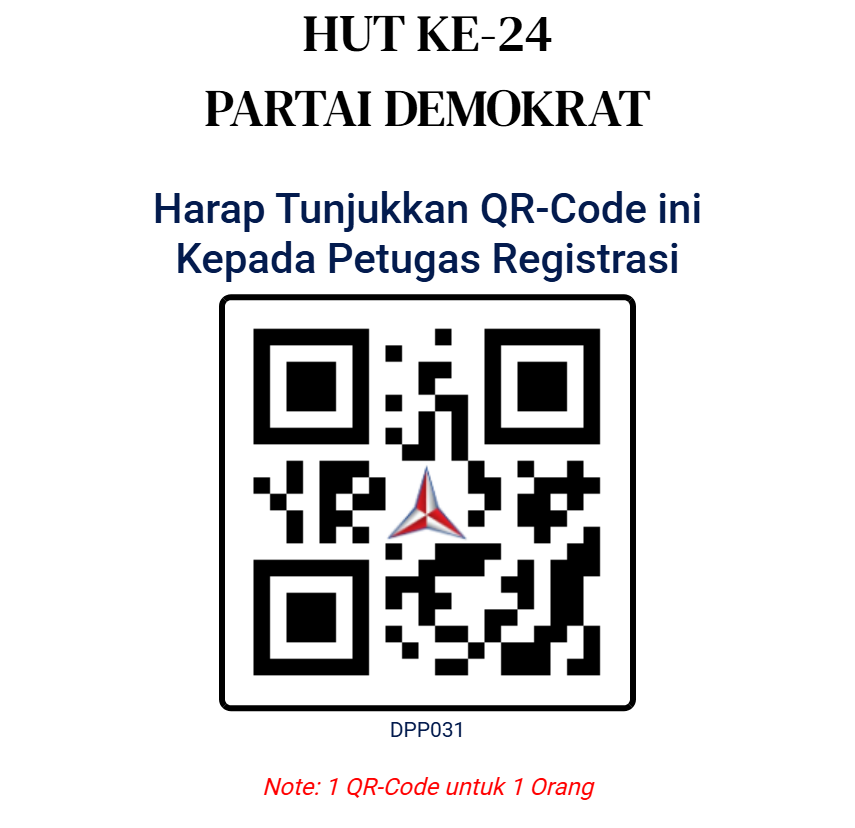 HUT KE-24
PARTAI DEMOKRAT
Harap Tunjukkan QR-Code ini
Kepada Petugas Registrasi
DPP031
Note: 1 QR-Code untuk 1 Orang